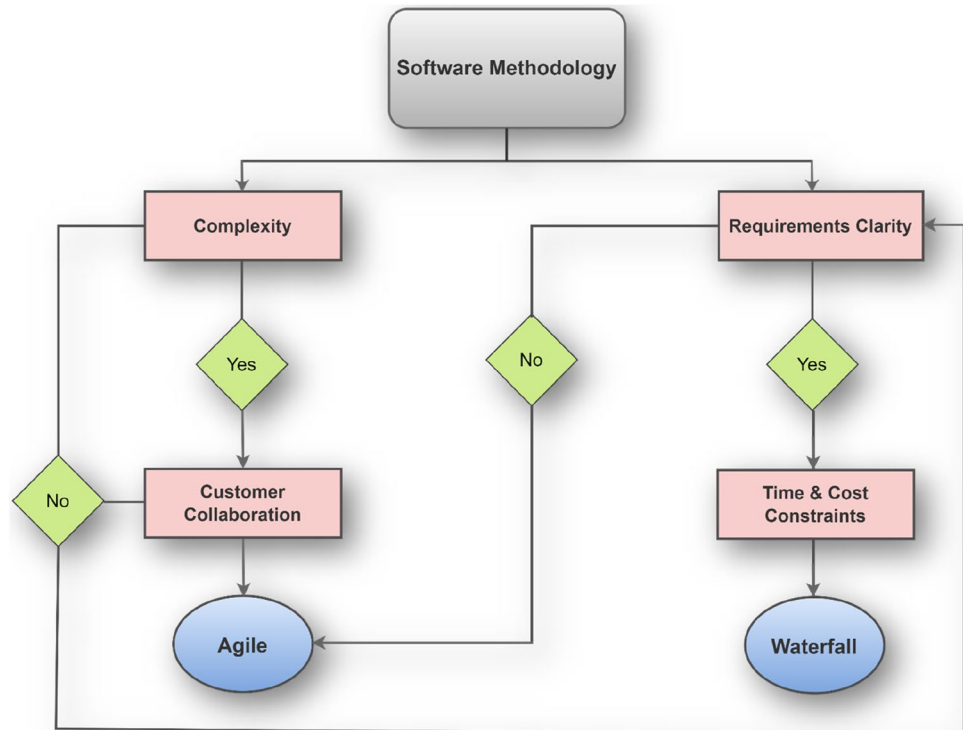 Software Methodology
Complexity
Requirements Clarity
Yes
No
Yes
No
Customer
Collaboration
Time & Cost
Constraints
Agile
Waterfall